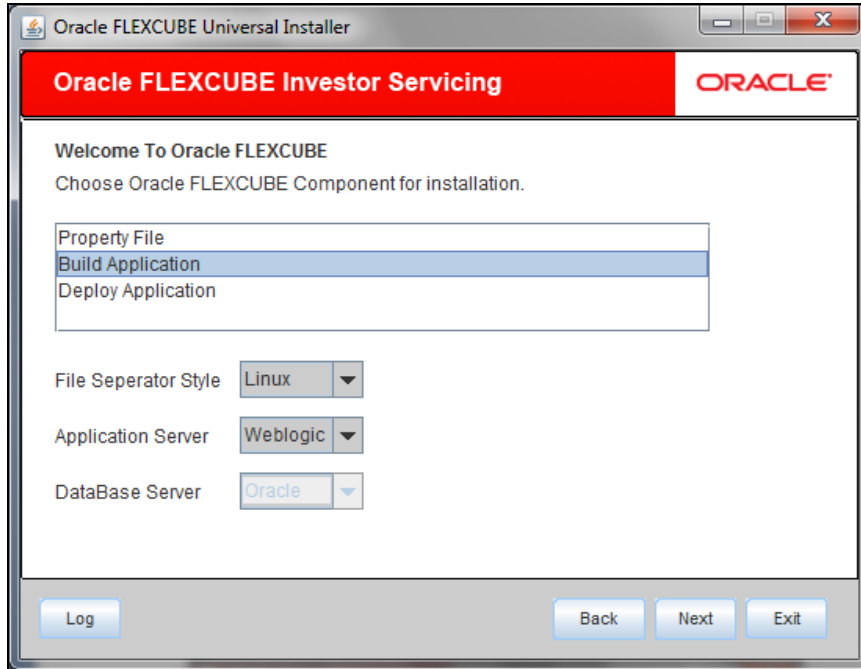 Oracle FLEXCUBE Universal Installer
Oracle FLEXCUBE Investor Servicing
ORACLE
Welcome To Oracle FLEXCUBE
Choose Oracle FLEXCUBE Component for installation.
Property File
Build Application
Deploy Application
File Seperator Style Linux
Application Server Weblogic
DataBase Server Oracle
Log Back Next Exit